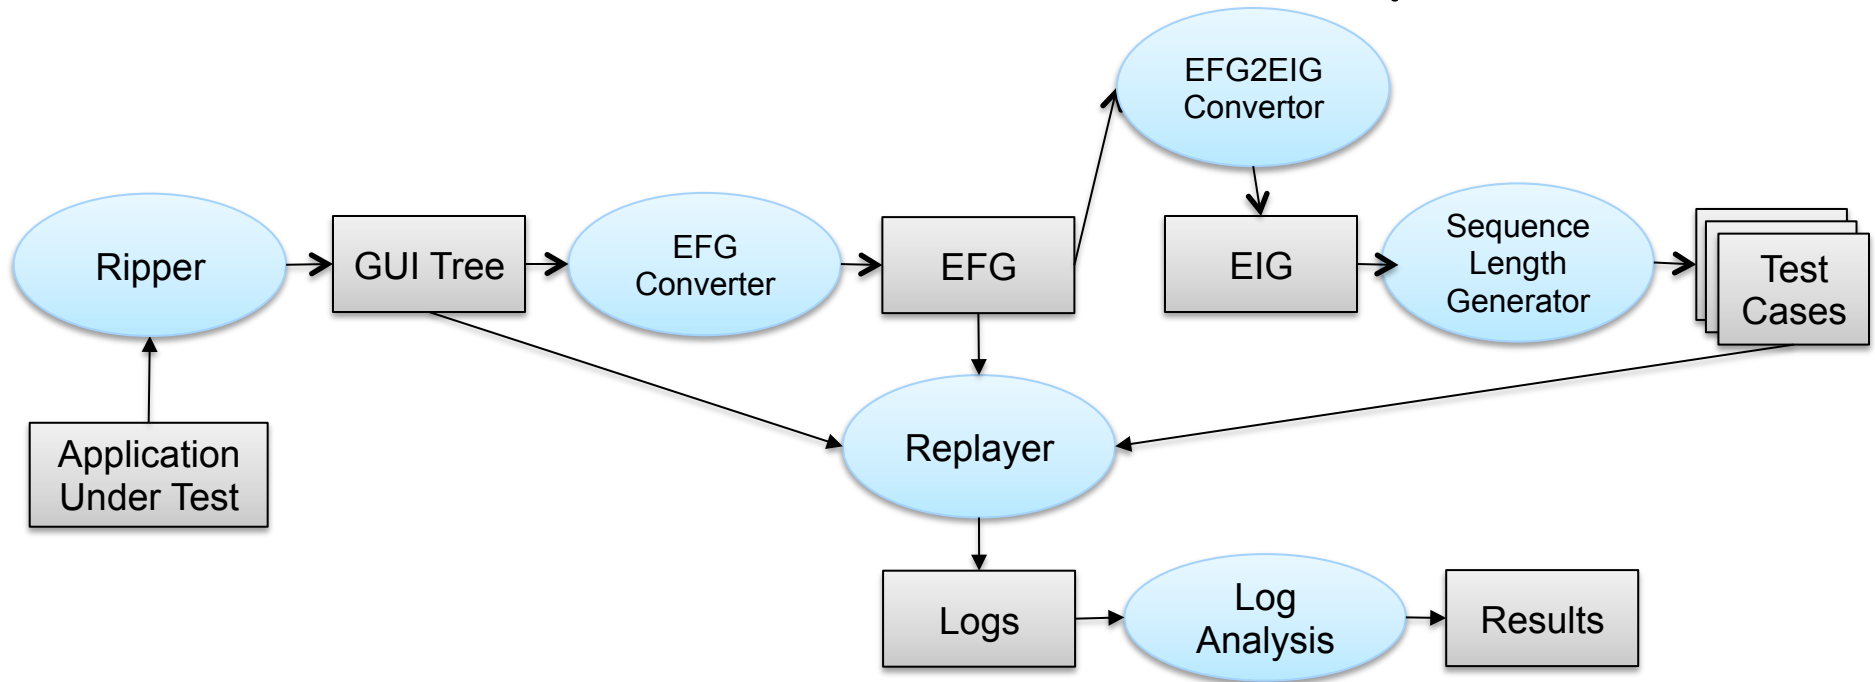 EFG2EIG
Convertor
Ripper
GUI Tree
EFG
Converter
EFG
EIG
Sequence
Length
Generator
Test
Cases
Application
Under Test
Replayer
Logs
Log
Analysis
Results